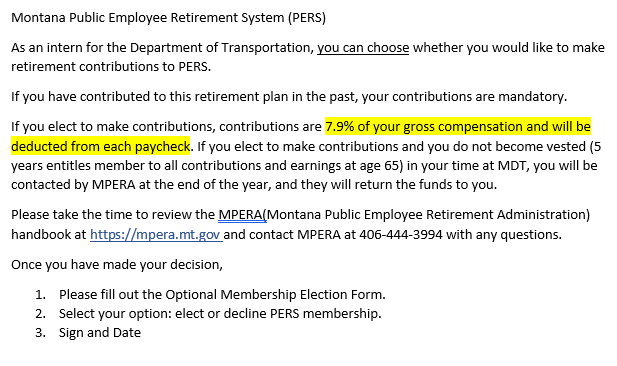 Montana Public Employee Retirement System (PERS)
As an intern for the Department of Transportation, you can choose whether you would like to make
retirement contributions to PERS.
If you have contributed to this retirement plan in the past, your contributions are mandatory.
If you elect to make contributions, contributions are 7.9% of your gross compensation and will be
deducted from each paycheck. If you elect to make contributions and you do not become vested (5
years entitles member to all contributions and earnings at age 65) in your time at MDT, you will be
contacted by MPERA at the end of the year, and they will return the funds to you.
Please take the time to review the MPERA(Montana Public Employee Retirement Administration)
handbook at https://mpera.mt.gov and contact MPERA at 406-444-3994 with any questions.
Once you have made your decision,
1. Please fill out the Optional Membership Election Form.
2. Select your option: elect or decline PERS membership.
3. Sign and Date